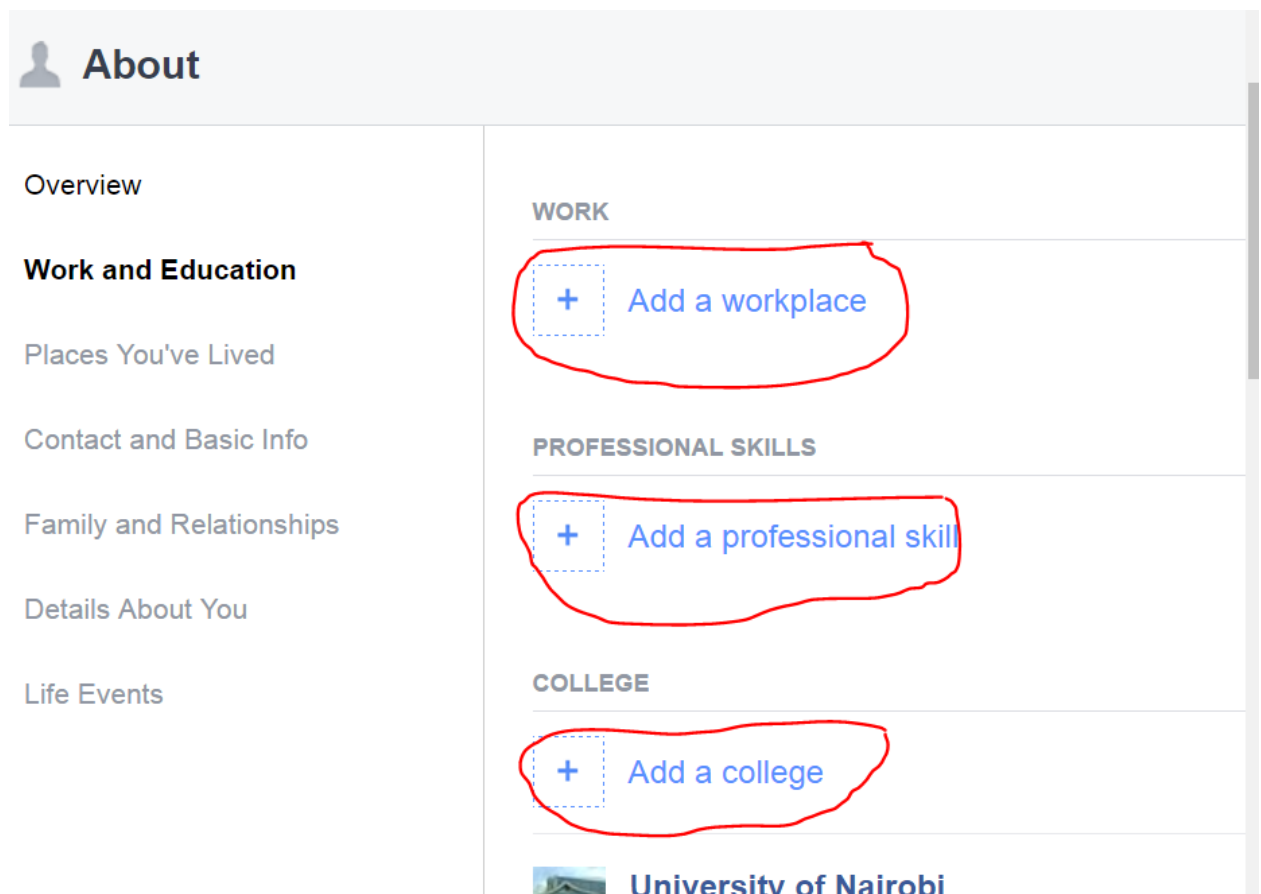 About
Overview
Work and Education
Places You've Lived
Contact and Basic Info
Family and Relationships
Details About You
Life Events
WORK
+ Add a workplace
PROFESSIONAL SKILLS
+ Add a professional skill
COLLEGE
+ Add a college
University of Nairobi